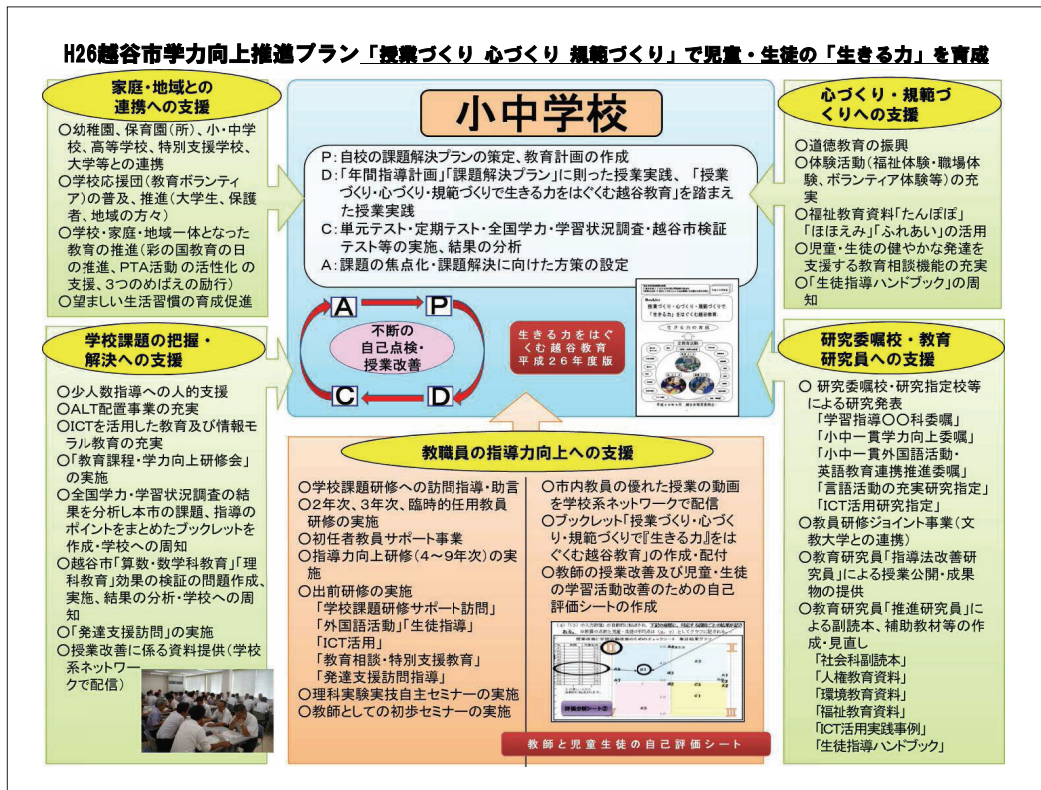 H26越谷市学力向上推進プラン「授業づくり 心づくり 規範づくり」で児童・生徒の「生きる力」を育成
家庭・地域との
連携への支援
○幼稚園、保育園(所)、小・中学
校、高等学校、特別支援学校、
大学等との連携
○学校応援団(教育ボランティ
ア)の普及、推進(大学生、保護
者、地域の方々)
○学校・家庭・地域一体となった
教育の推進(彩の国教育の日
の推進、PTA活動の活性化の
支援、3つのめばえの励行)
○望ましい生活習慣の育成促進
学校課題の把握・
解決への支援
○少人数指導への人的支援
○ALT配置事業の充実
○ICTを活用した教育及び情報モ
ラル教育の充実
○「教育課程・学力向上研修会」
の実施
○全国学力・学習状況調査の結
果を分析し本市の課題、指導の
ポイントをまとめたブックレットを
作成・学校への周知
○越谷市「算数・数学科教育」「理
科教育」効果の検証の問題作成、
実施、結果の分析・学校への周
知
○「発達支援訪問」の実施
○授業改善に係る資料提供(学校
系ネットワー
クで配信)
小中学校
P:自校の課題解決プランの策定、教育計画の作成
D:「年間指導計画」「課題解決プラン」に則った授業実践、「授業
づくり・心づくり・規範づくりで生きる力をはぐくむ越谷教育」を踏まえ
た授業実践
C:単元テスト・定期テスト・全国学力・学習状況調査・越谷市検証
テスト等の実施、結果の分析
A:課題の焦点化・課題解決に向けた方策の設定
A
P
不断の
自己点検・
授業改善
C
D
生きる力をはぐ
くむ越谷教育
平成26年度版
Booklet
授業づくり・心づくり・規範づくりで
「生きる力」をはぐくむ越谷教育
生きる力の育成
教職員の指導力向上への支援
○学校課題研修への訪問指導・助言
○2年次、3年次、臨時的任用教員
研修の実施
○初任者教員サポート事業
○指導力向上研修(4~9年次)の実
施
○出前研修の実施
「学校課題研修サポート訪問」
「外国語活動」「生徒指導」
「ICT活用」
「教育相談・特別支援教育」
「発達支援訪問指導」
○理科実験実技自主セミナーの実施
○教師としての初歩セミナーの実施
○市内教員の優れた授業の動画
を学校系ネットワークで配信
○ブックレット「授業づくり・心づく
り・規範づくりで『生きる力』をは
ぐくむ越谷教育」の作成・配付
○教師の授業改善及び児童・生徒
の学習活動改善のための自己
評価シートの作成
評価分析シート②
教師と児童生徒の自己評価シート
心づくり・規範づ
くりへの支援
○道徳教育の振興
○体験活動(福祉体験・職場体
験、ボランティア体験等)の充
実
○福祉教育資料「たんぽぽ」
「ほほえみ」「ふれあい」の活用
○児童・生徒の健やかな発達を
支援する教育相談機能の充実
○「生徒指導ハンドブック」の周
知
研究委嘱校・教育
研究員への支援
○ 研究委嘱校・研究指定校等
による研究発表
「学習指導○○科委嘱」
「小中一貫学力向上委嘱」
「小中一貫外国語活動・
英語教育連携推進委嘱」
「言語活動の充実研究指定」
「ICT活用研究指定」
○教員研修ジョイント事業(文
教大学との連携)
○教育研究員「指導法改善研
究員」による授業公開・成果
物の提供
○教育研究員「推進研究員」に
よる副読本、補助教材等の作
成・見直し
「社会科副読本」
「人権教育資料」
「環境教育資料」
「福祉教育資料」
「ICT活用実践事例」
「生徒指導ハンドブック」